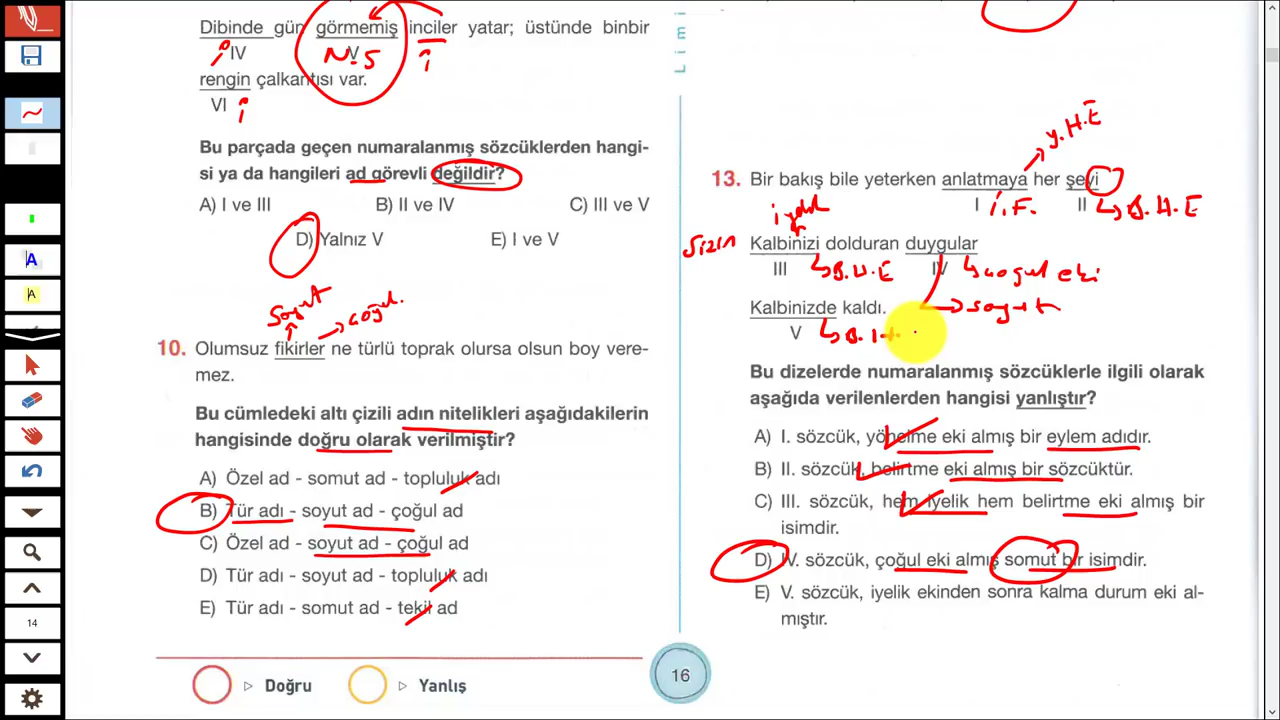 Dibinde gün görmemiş inciler yatar; üstünde binbir
IV V
N.S
i
i
rengin çalkantısı var.
VI
i
Bu parçada geçen numaralanmış sözcüklerden hangi-
si ya da hangileri ad görevli değildir?
A) I ve III B) II ve IV C) III ve V
D) Yalnız V E) I ve V
soyut
çoğul
10. Olumsuz fikirler ne türlü toprak olursa olsun boy vere-
mez.
Bu cümledeki altı çizili adın nitelikleri aşağıdakilerin
hangisinde doğru olarak verilmiştir?
A) Özel ad - somut ad - topluluk adı
B) Tür adı - soyut ad - çoğul ad
C) Özel ad - soyut ad - çoğul ad
D) Tür adı - soyut ad - topluluk adı
E) Tür adı - somut ad - tekil ad
Doğru
Yanlış
Limi
y.H.E
13. Bir bakış bile yeterken anlatmaya her şeyi
I II
i.F.
B.H.E
Sizin
Kalbinizi dolduran duygular
III IV
B.H.E
çoğul eki
soyut
Kalbinizde kaldı.
V
Bu dizelerde numaralanmış sözcüklerle ilgili olarak
aşağıda verilenlerden hangisi yanlıştır?
A) I. sözcük, yönelme eki almış bir eylem adıdır.
B) II. sözcük, belirtme eki almış bir sözcüktür.
C) III. sözcük, hem iyelik hem belirtme eki almış bir
isimdir.
D) IV. sözcük, çoğul eki almış somut bir isimdir.
E) V. sözcük, iyelik ekinden sonra kalma durum eki al-
mıştır.
16
A
A
14